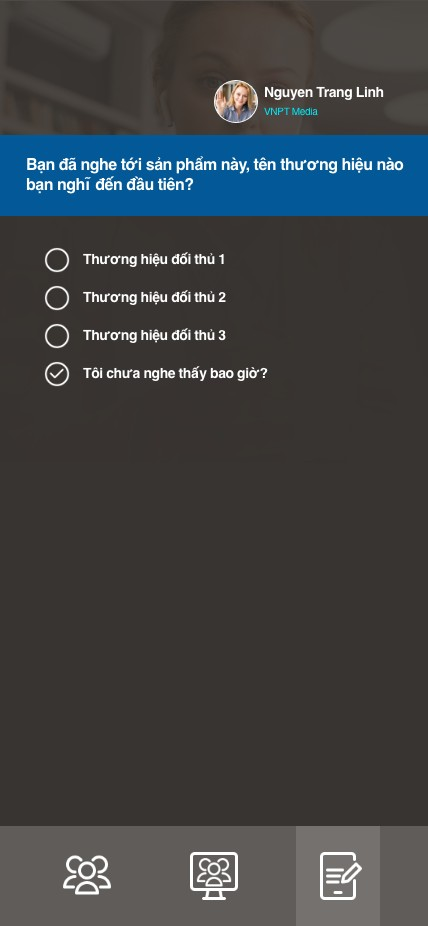 Nguyen Trang Linh
VNPT Media
Bạn đã nghe tới sản phẩm này, tên thương hiệu nào
bạn nghĩ đến đầu tiên?
Thương hiệu đối thủ 1
Thương hiệu đối thủ 2
Thương hiệu đối thủ 3
Tôi chưa nghe thấy bao giờ?